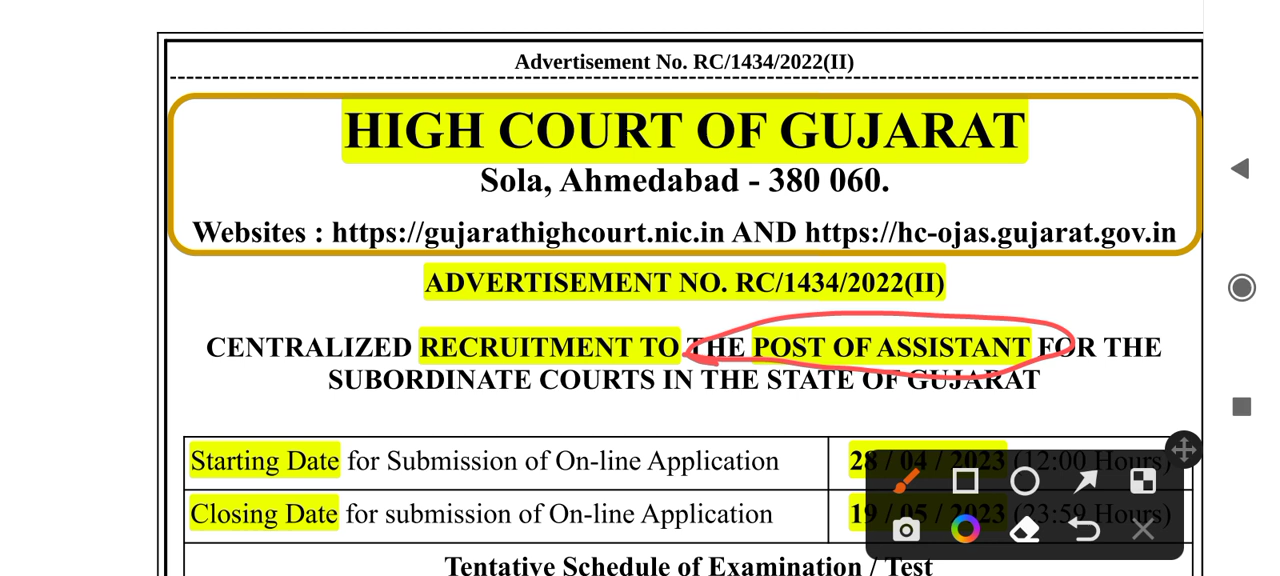 Advertisement No. RC/1434/2022(II)
HIGH COURT OF GUJARAT
Sola, Ahmedabad - 380 060.
Websites : https://gujarathighcourt.nic.in AND https://hc-ojas.gujarat.gov.in
ADVERTISEMENT NO. RC/1434/2022(II)
CENTRALIZED RECRUITMENT TO THE POST OF ASSISTANT FOR THE
SUBORDINATE COURTS IN THE STATE OF GUJARAT
Starting Date for Submission of On-line Application 28 / 04 / 2023 (12:00 Hours)
Closing Date for submission of On-line Application 19 / 05 / 2023 (23:59 Hours)
Tentative Schedule of Examination / Test